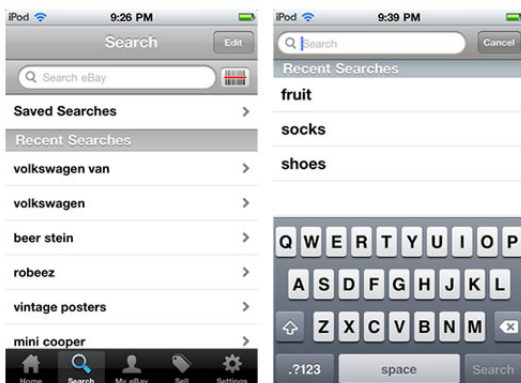 iPod 9:26 PM
Search Edit
Search eBay
Saved Searches
Recent Searches
volkswagen van
volkswagen
beer stein
robeez
vintage posters
mini cooper
Home Search My eBay Sell Settings
iPod 9:39 PM
Search Cancel
Recent Searches
fruit
socks
shoes
Q W E R T Y U I O P
A S D F G H J K L
Z X C V B N M
.?123 space Search